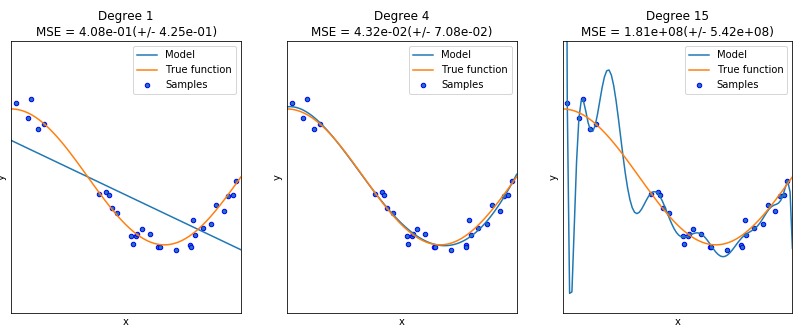 Degree 1
MSE = 4.08e-01(+/- 4.25e-01)
Model
True function
Samples
y
x
Degree 4
MSE = 4.32e-02(+/- 7.08e-02)
Model
True function
Samples
y
x
Degree 15
MSE = 1.81e+08(+/- 5.42e+08)
Model
True function
Samples
y
x